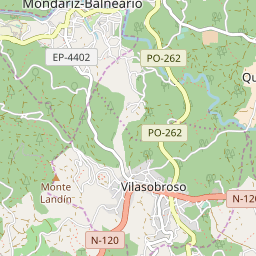 Mondariz-Balneario
EP-4402
PO-262
Qu
PO-262
Monte
Landín
Vilasobroso
N-120
N-120